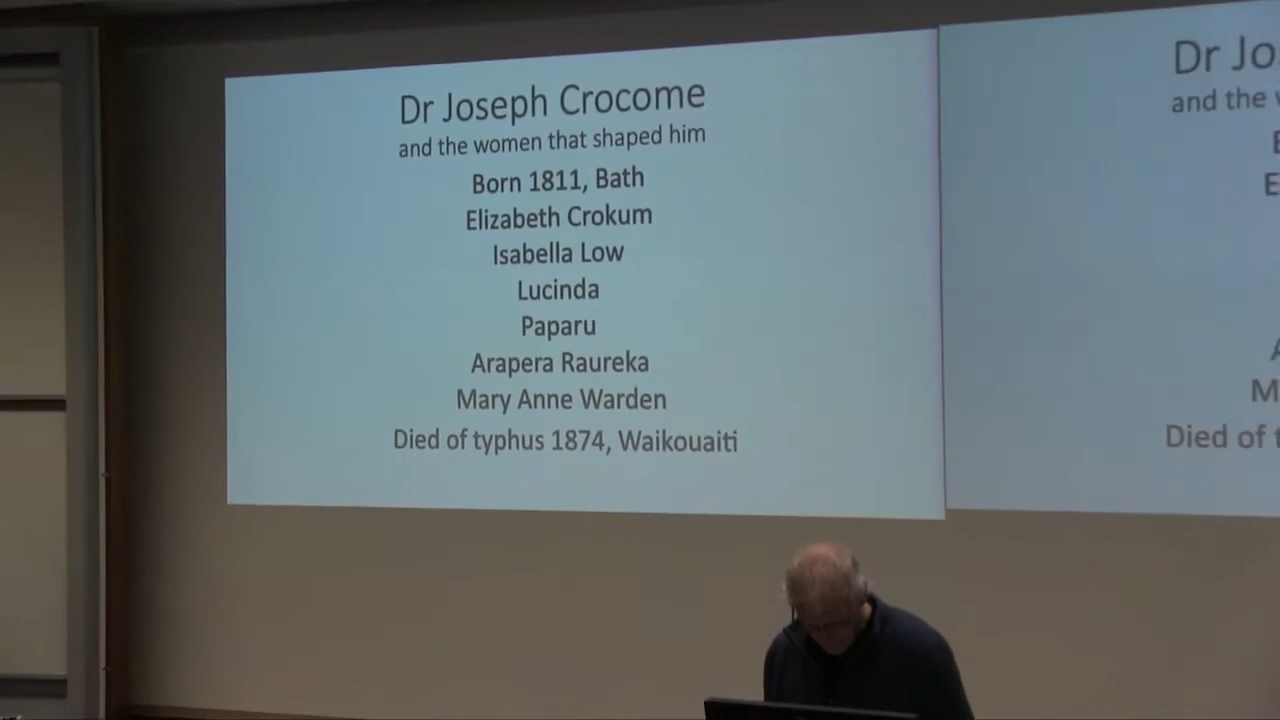 Dr Joseph Crocome
and the women that shaped him
Born 1811, Bath
Elizabeth Crokum
Isabella Low
Lucinda
Paparu
Arapera Raureka
Mary Anne Warden
Died of typhus 1874, Waikouaiti
Dr Jo
and the
E
E
A
M
Died of